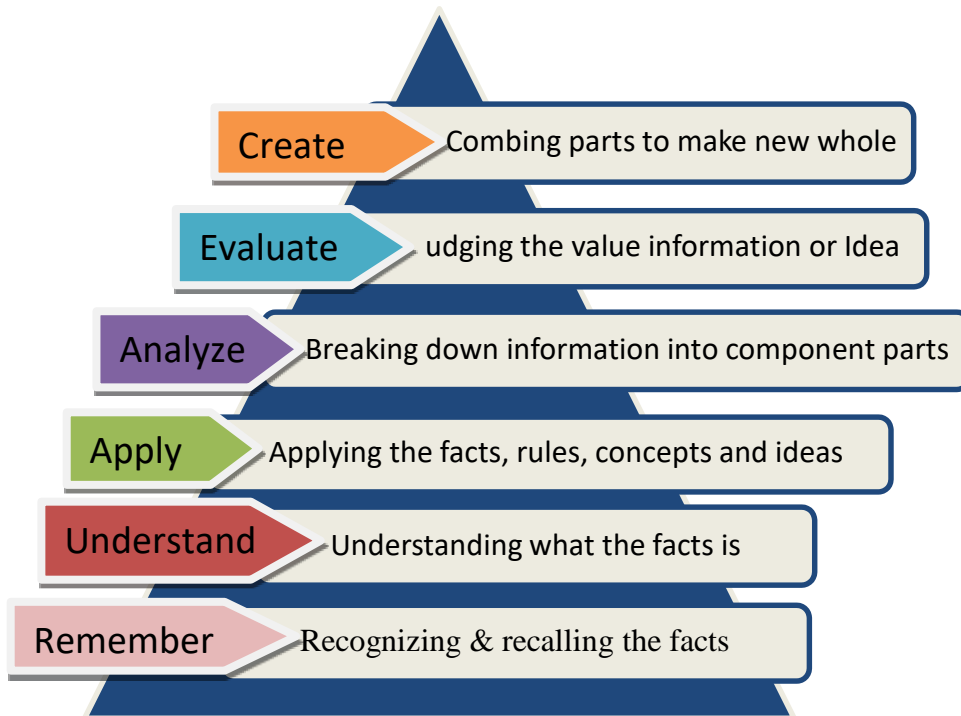 Create Combing parts to make new whole
Evaluate udging the value information or Idea
Analyze Breaking down information into component parts
Apply Applying the facts, rules, concepts and ideas
Understand Understanding what the facts is
Remember Recognizing & recalling the facts